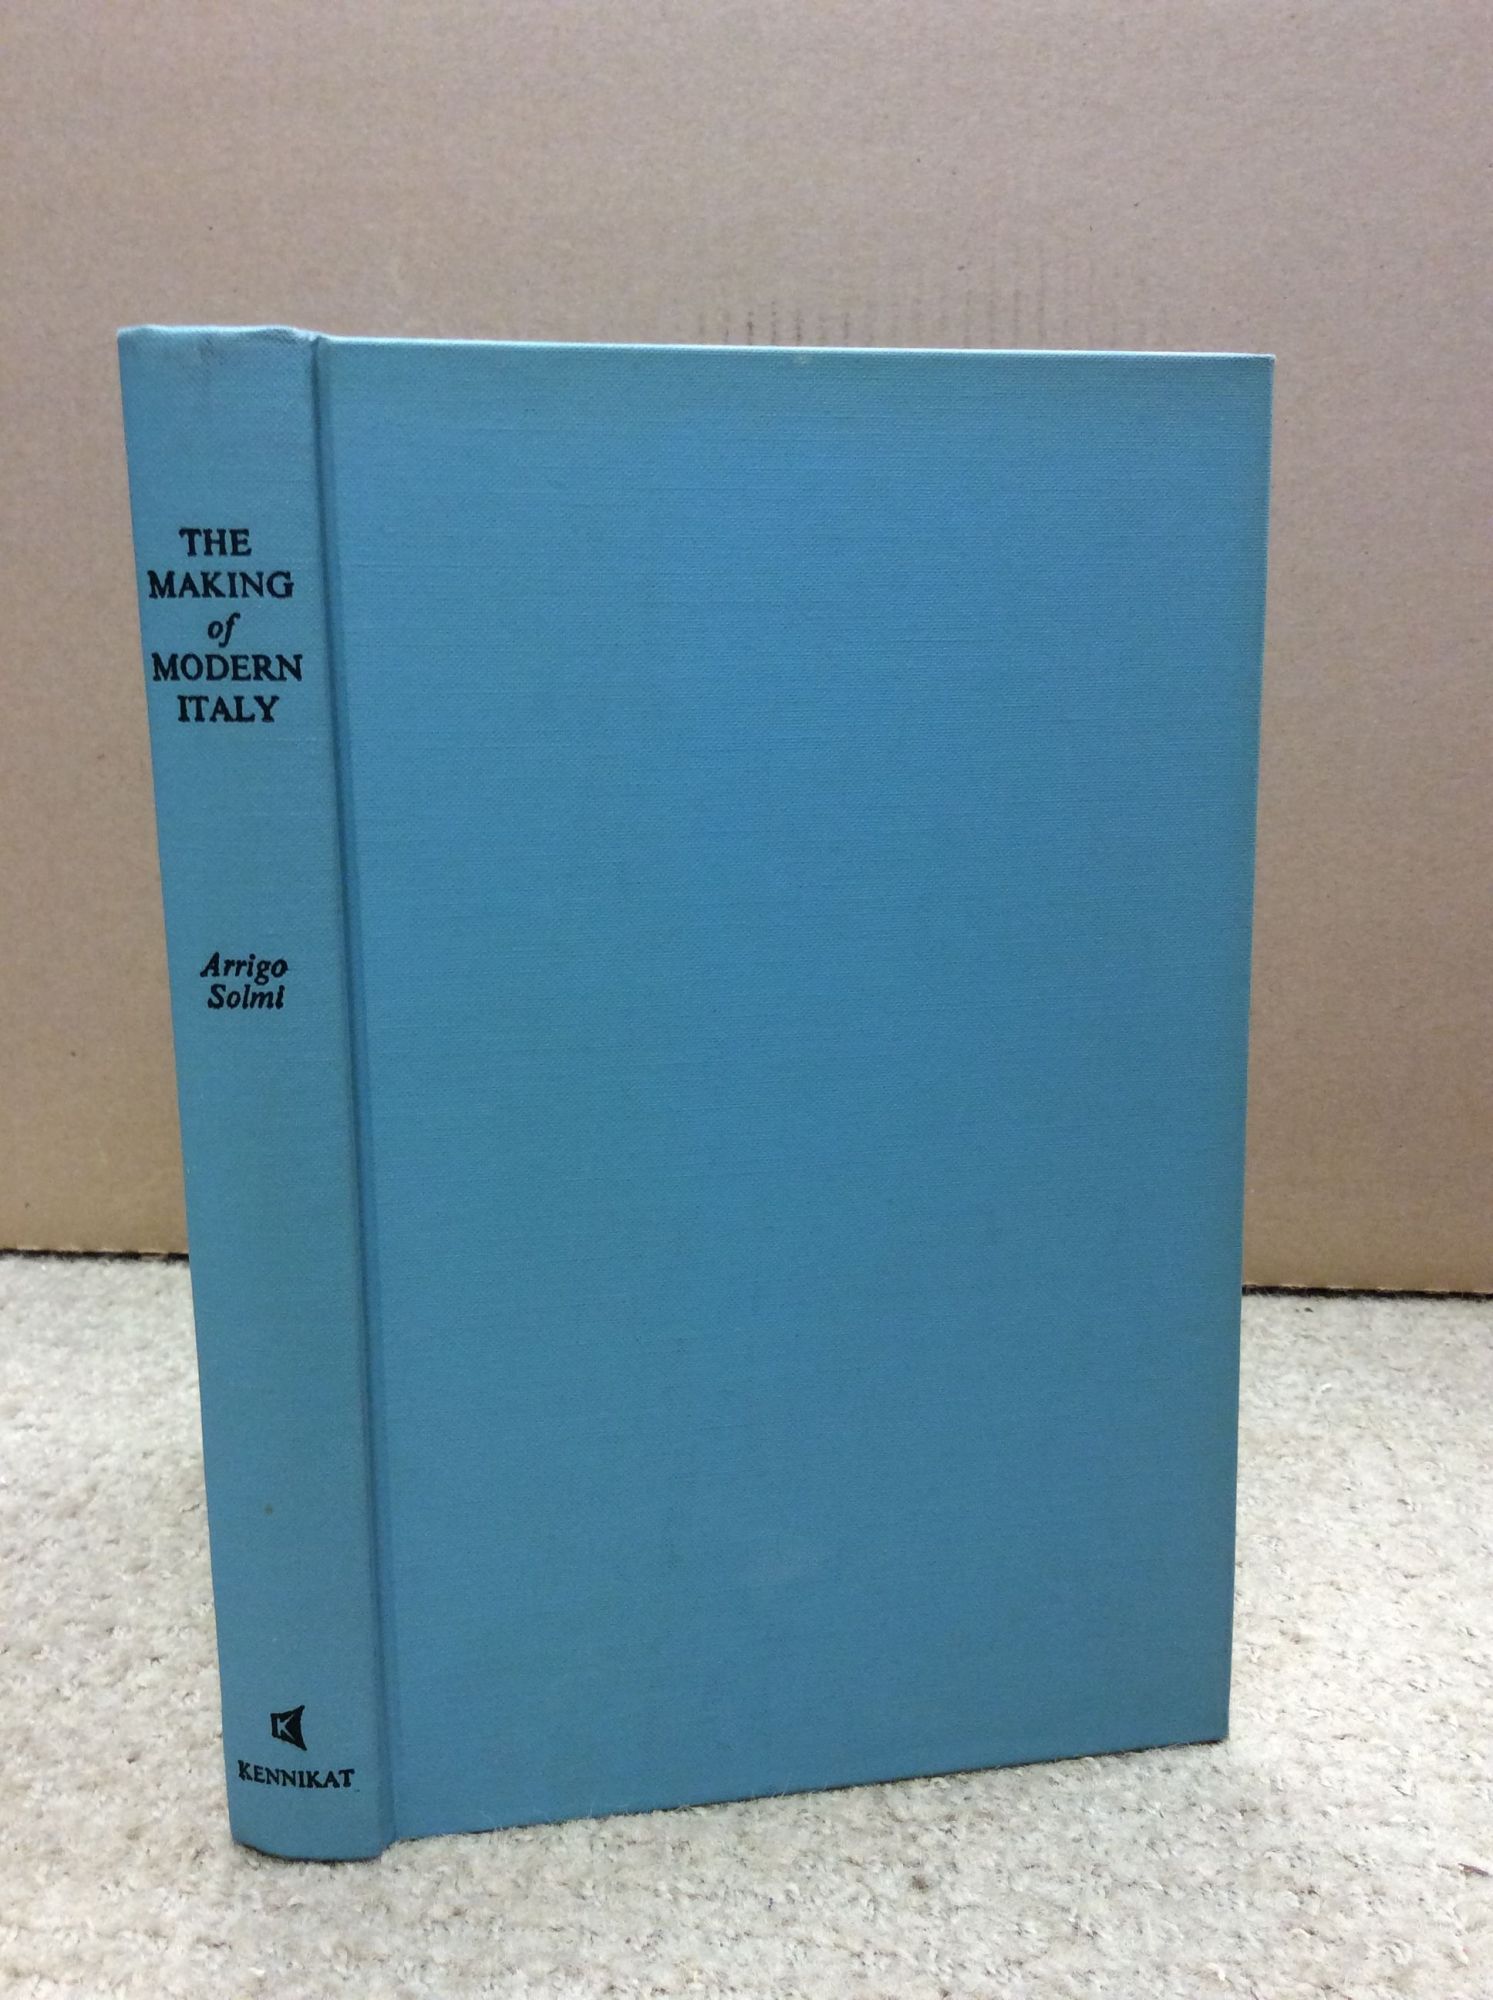 THE
MAKING
of
MODERN
ITALY
Arrigo
Solmi
K
KENNIKAT